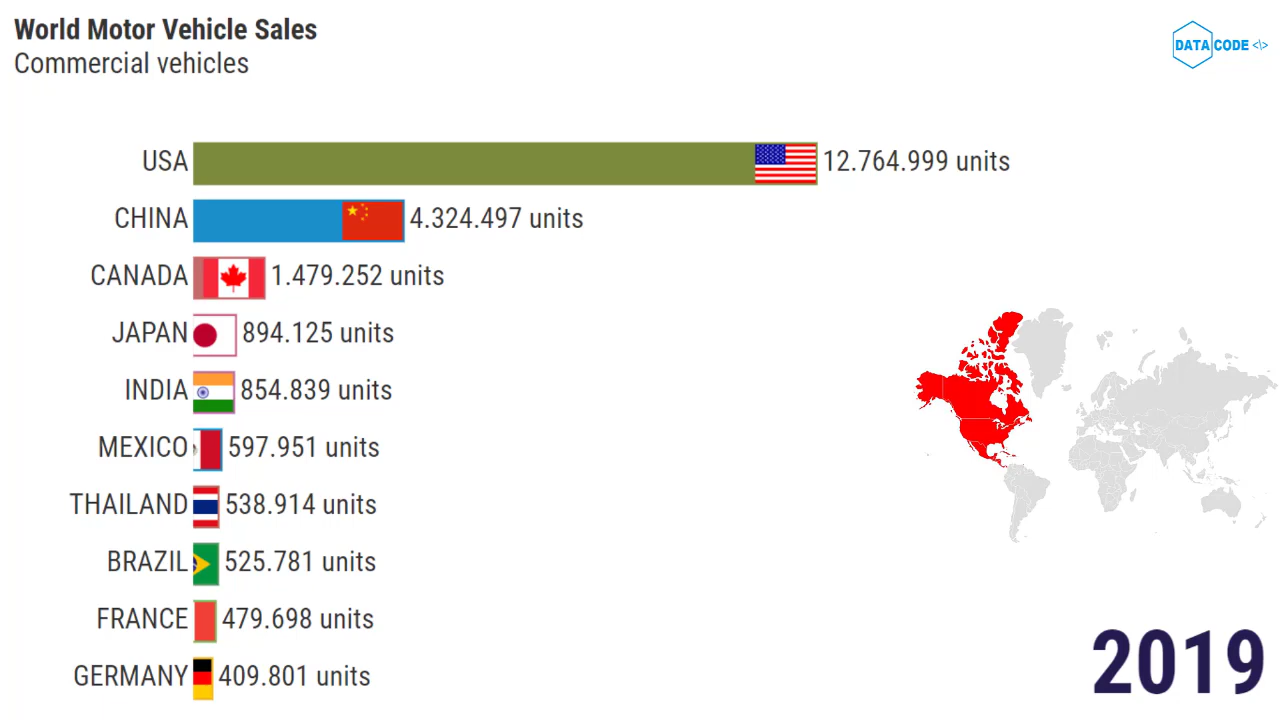 World Motor Vehicle Sales
Commercial vehicles
DATA CODE </>
USA 12.764.999 units
CHINA 4.324.497 units
CANADA 1.479.252 units
JAPAN 894.125 units
INDIA 854.839 units
MEXICO 597.951 units
THAILAND 538.914 units
BRAZIL 525.781 units
FRANCE 479.698 units
GERMANY 409.801 units
2019